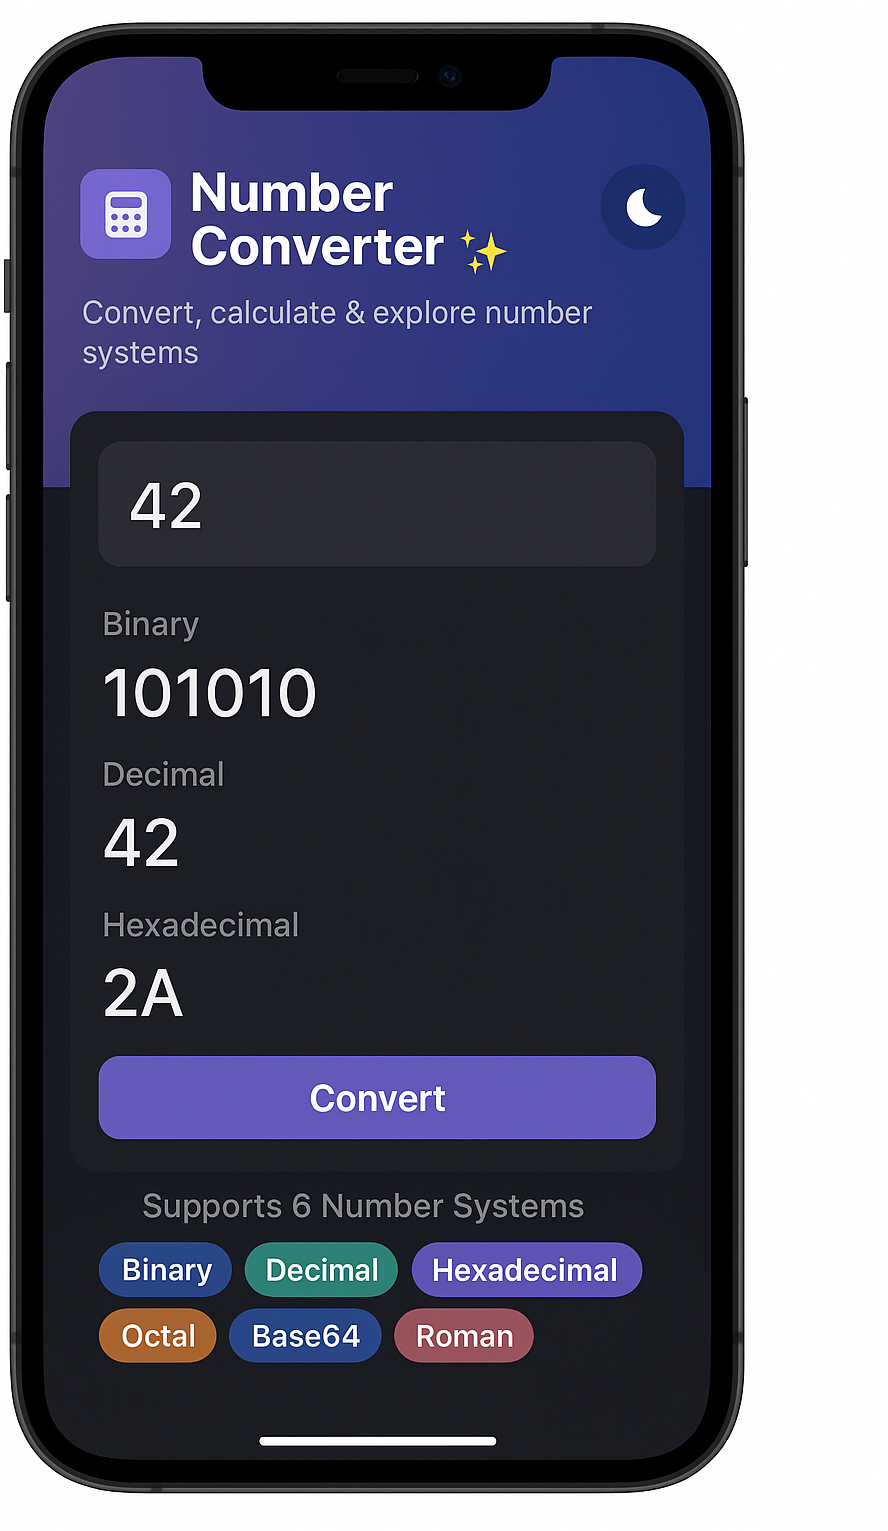 Number
Converter ✨
Convert, calculate & explore number
systems
42
Binary
101010
Decimal
42
Hexadecimal
2A
Convert
Supports 6 Number Systems
Binary Decimal Hexadecimal
Octal Base64 Roman